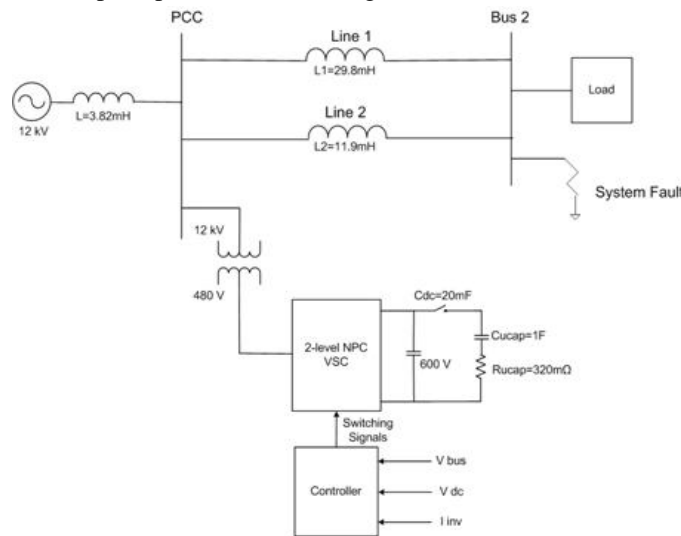 PCC
Bus 2
Line 1
L1=29.8mH
Line 2
L2=11.9mH
L=3.82mH
12 kV
Load
System Fault
12 kV
480 V
2-level NPC
VSC
Cdc=20mF
600 V
Cucap=1F
Rucap=320mΩ
Switching
Signals
Controller
V bus
V dc
I inv